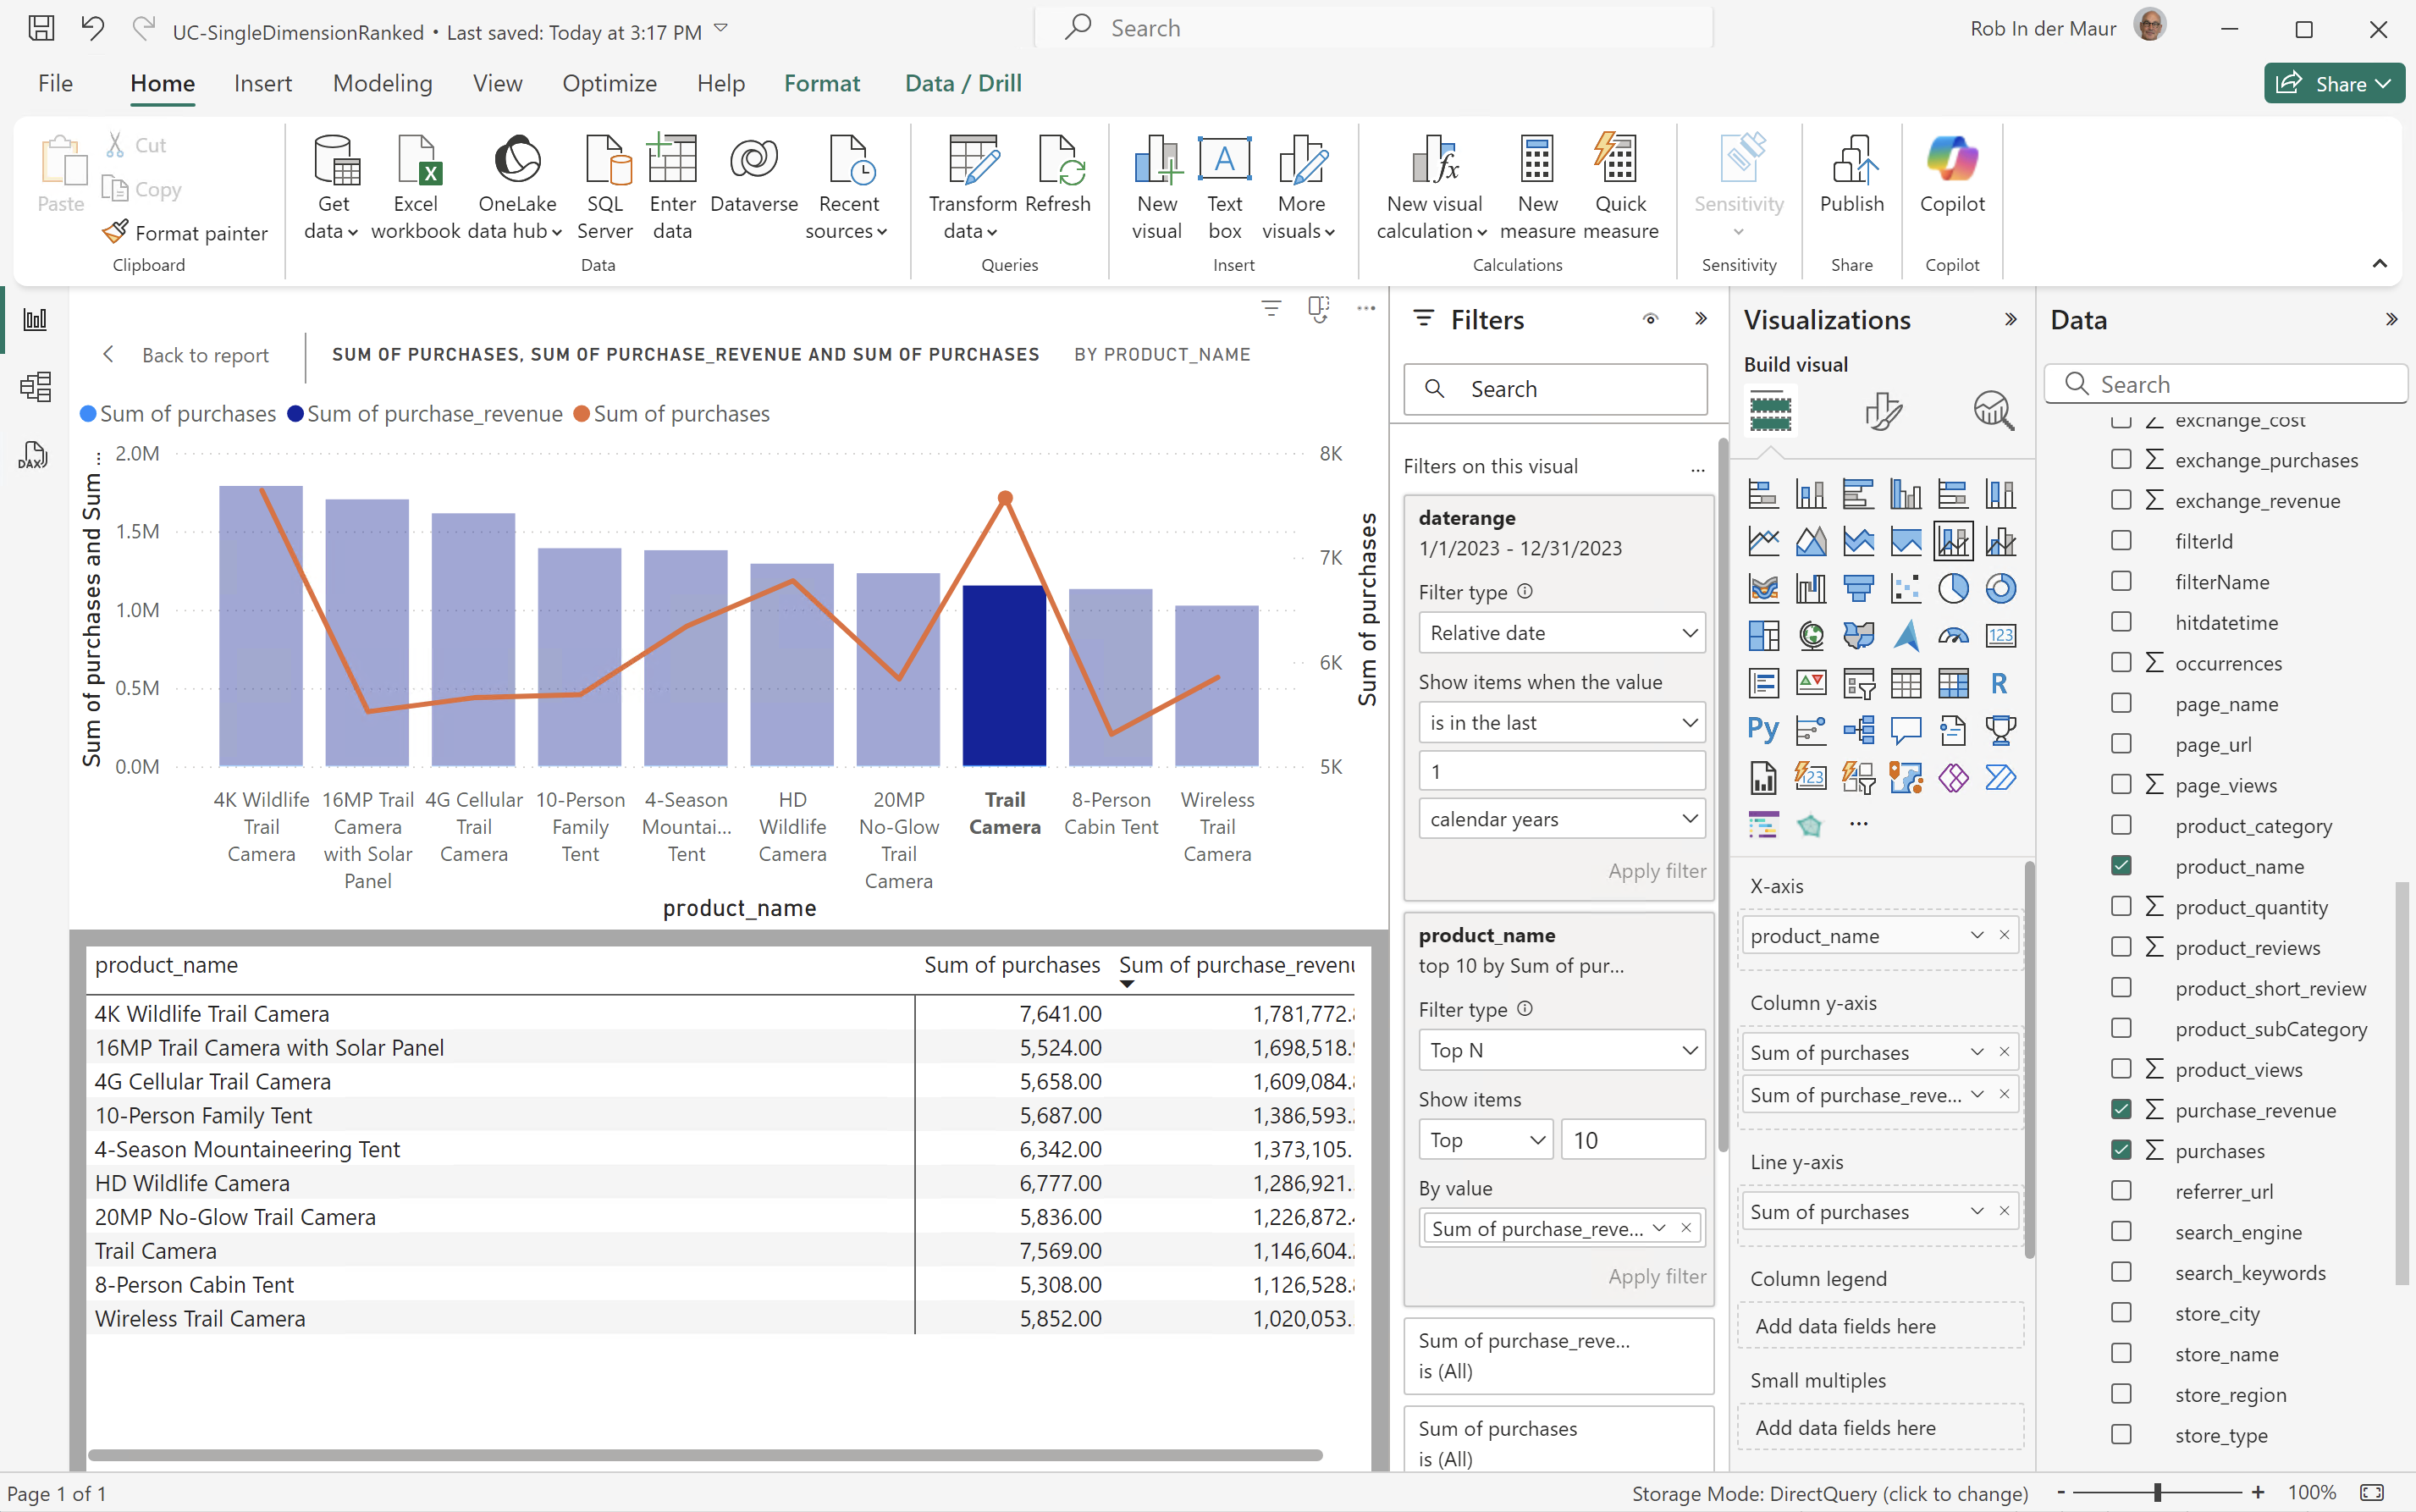 UC-SingleDimensionRanked • Last saved: Today at 3:17 PM
Search
Rob In der Maur
File
Home
Insert
Modeling
View
Optimize
Help
Format
Data / Drill
Share
Paste
Cut
Copy
Format painter
Clipboard
Get
data
Excel
workbook
OneLake
data hub
SQL
Server
Enter
data
Dataverse
Recent
sources
Data
Transform
data
Refresh
Queries
New
visual
Text
box
More
visuals
Insert
New visual
calculation
New
measure
Quick
measure
Calculations
Sensitivity
Sensitivity
Publish
Share
Copilot
Copilot
DAX
Back to report
SUM OF PURCHASES, SUM OF PURCHASE_REVENUE AND SUM OF PURCHASES
BY PRODUCT_NAME
Sum of purchases
Sum of purchase_revenue
Sum of purchases
Sum of purchases and Sum ...
2.0M
1.5M
1.0M
0.5M
0.0M
8K
7K
6K
5K
Sum of purchases
4K Wildlife
Trail
Camera
16MP Trail
Camera
with Solar
Panel
4G Cellular
Trail
Camera
10-Person
Family
Tent
4-Season
Mountai...
Tent
HD
Wildlife
Camera
20MP
No-Glow
Trail
Camera
Trail
Camera
8-Person
Cabin Tent
Wireless
Trail
Camera
product_name
product_name Sum of purchases Sum of purchase_revenu
4K Wildlife Trail Camera 7,641.00 1,781,772.
16MP Trail Camera with Solar Panel 5,524.00 1,698,518.
4G Cellular Trail Camera 5,658.00 1,609,084.
10-Person Family Tent 5,687.00 1,386,593.
4-Season Mountaineering Tent 6,342.00 1,373,105.
HD Wildlife Camera 6,777.00 1,286,921.
20MP No-Glow Trail Camera 5,836.00 1,226,872.
Trail Camera 7,569.00 1,146,604.
8-Person Cabin Tent 5,308.00 1,126,528.
Wireless Trail Camera 5,852.00 1,020,053.
Filters
Search
Filters on this visual
...
daterange
1/1/2023 - 12/31/2023
Filter type
Relative date
Show items when the value
is in the last
1
calendar years
Apply filter
product_name
top 10 by Sum of pur...
Filter type
Top N
Show items
Top
10
By value
Sum of purchase_reve...
Apply filter
Sum of purchase_reve...
is (All)
Sum of purchases
is (All)
Visualizations
Build visual
123
R
Py
123
...
X-axis
product_name
Column y-axis
Sum of purchases
Sum of purchase_reve...
Line y-axis
Sum of purchases
Column legend
Add data fields here
Small multiples
Add data fields here
Data
Search
exchange_cost
exchange_purchases
exchange_revenue
filterId
filterName
hitdatetime
occurrences
page_name
page_url
page_views
product_category
product_name
product_quantity
product_reviews
product_short_review
product_subCategory
product_views
purchase_revenue
purchases
referrer_url
search_engine
search_keywords
store_city
store_name
store_region
store_type
Page 1 of 1
Storage Mode: DirectQuery (click to change)
- + 100%